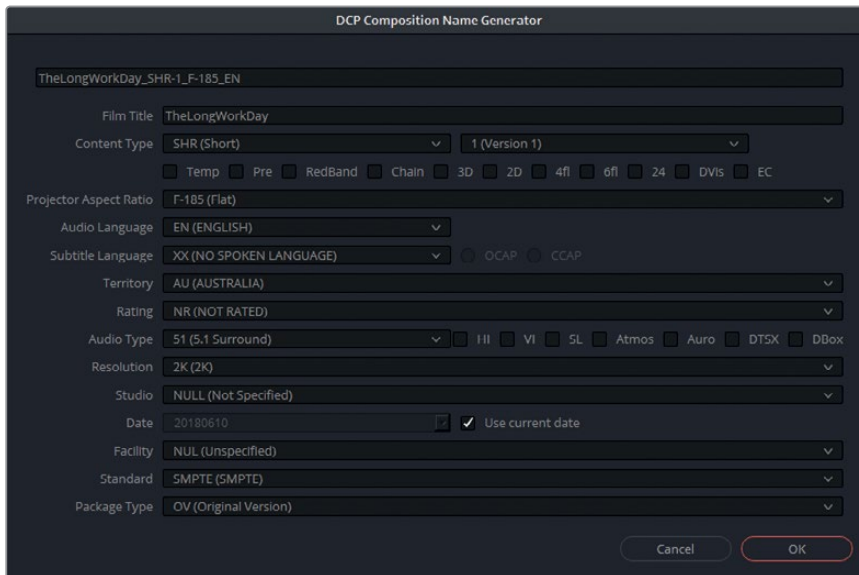 DCP Composition Name Generator
TheLongWorkDay_SHR-1_F-185_EN
Film Title TheLongWorkDay
Content Type SHR (Short) 1 (Version 1)
Temp Pre RedBand Chain 3D 2D 4fl 6fl 24 DVis EC
Projector Aspect Ratio F-185 (Flat)
Audio Language EN (ENGLISH)
Subtitle Language XX (NO SPOKEN LANGUAGE) OCAP CCAP
Territory AU (AUSTRALIA)
Rating NR (NOT RATED)
Audio Type 51 (5.1 Surround) HI VI SL Atmos Auro DTSX DBox
Resolution 2K (2K)
Studio NULL (Not Specified)
Date 20180610 Use current date
Facility NUL (Unspecified)
Standard SMPTE (SMPTE)
Package Type OV (Original Version)
Cancel OK